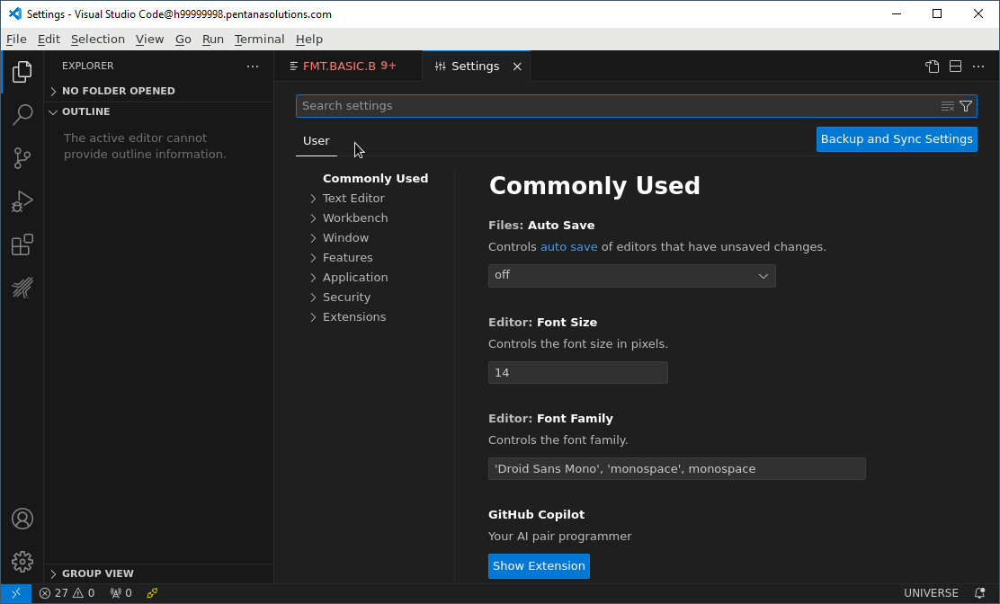 Settings - Visual Studio Code@h99999998.pentanasolutions.com
File Edit Selection View Go Run Terminal Help
EXPLORER
FMT.BASIC.B 9+
Settings
NO FOLDER OPENED
OUTLINE
The active editor cannot
provide outline information.
Search settings
User
Backup and Sync Settings
Commonly Used
Text Editor
Workbench
Window
Features
Application
Security
Extensions
Commonly Used
Files: Auto Save
Controls auto save of editors that have unsaved changes.
off
Editor: Font Size
Controls the font size in pixels.
14
Editor: Font Family
Controls the font family.
'Droid Sans Mono', 'monospace', monospace
GitHub Copilot
Your AI pair programmer
Show Extension
GROUP VIEW
27 0 0 UNIVERSE